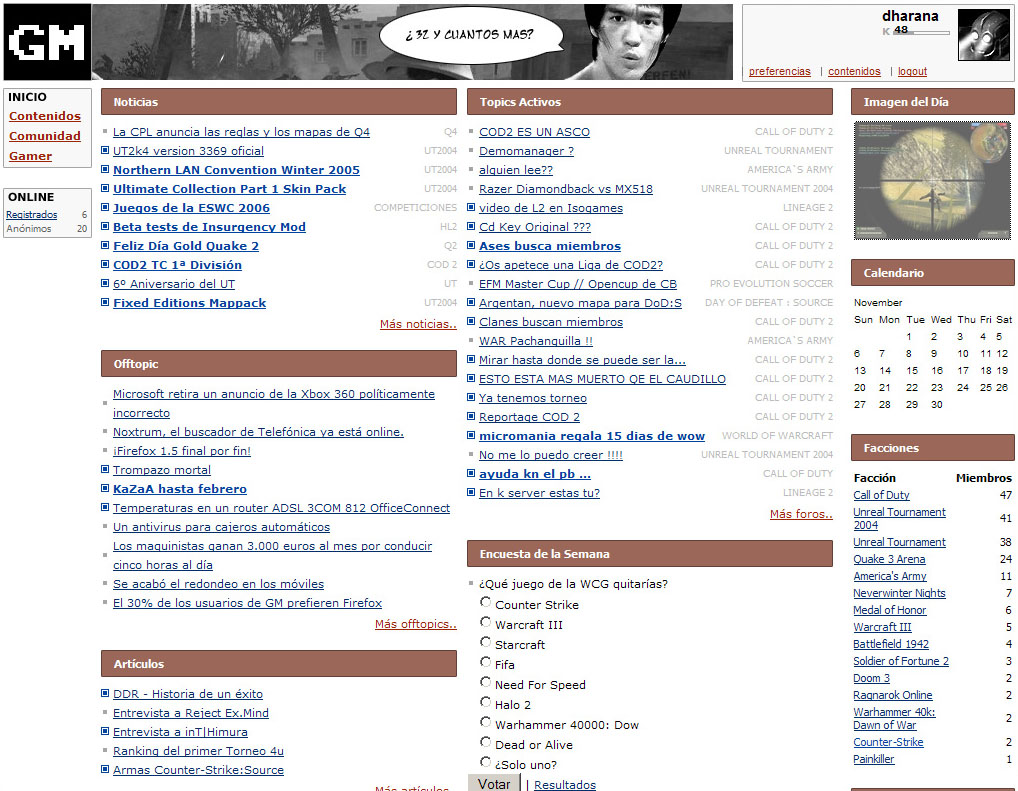 GM
¿ 32 Y CUANTOS MAS?
dharana
K 48
preferencias | contenidos | logout
INICIO
Contenidos
Comunidad
Gamer
ONLINE
Registrados 6
Anónimos 20
Noticias
La CPL anuncia las reglas y los mapas de Q4 Q4
UT2k4 version 3369 oficial UT2004
Northern LAN Convention Winter 2005 UT2004
Ultimate Collection Part 1 Skin Pack UT2004
Juegos de la ESWC 2006 COMPETICIONES
Beta tests de Insurgency Mod HL2
Feliz Día Gold Quake 2 Q2
COD2 TC 1ª División COD 2
6º Aniversario del UT UT
Fixed Editions Mappack UT2004
Más noticias..
Offtopic
Microsoft retira un anuncio de la Xbox 360 políticamente
incorrecto
Noxtrum, el buscador de Telefónica ya está online.
¡Firefox 1.5 final por fin!
Trompazo mortal
KaZaA hasta febrero
Temperaturas en un router ADSL 3COM 812 OfficeConnect
Un antivirus para cajeros automáticos
Los maquinistas ganan 3.000 euros al mes por conducir
cinco horas al día
Se acabó el redondeo en los móviles
El 30% de los usuarios de GM prefieren Firefox
Más offtopics..
Artículos
DDR - Historia de un éxito
Entrevista a Reject Ex.Mind
Entrevista a inT|Himura
Ranking del primer Torneo 4u
Armas Counter-Strike:Source
Más artículos..
Topics Activos
COD2 ES UN ASCO CALL OF DUTY 2
Demomanager ? UNREAL TOURNAMENT
alguien lee?? AMERICA`S ARMY
Razer Diamondback vs MX518 UNREAL TOURNAMENT 2004
video de L2 en Isogames LINEAGE 2
Cd Key Original ??? CALL OF DUTY 2
Ases busca miembros CALL OF DUTY 2
¿Os apetece una Liga de COD2? CALL OF DUTY 2
EFM Master Cup // Opencup de CB PRO EVOLUTION SOCCER
Argentan, nuevo mapa para DoD:S DAY OF DEFEAT : SOURCE
Clanes buscan miembros CALL OF DUTY 2
WAR Pachanguilla !! AMERICA`S ARMY
Mirar hasta donde se puede ser la... CALL OF DUTY 2
ESTO ESTA MAS MUERTO QE EL CAUDILLO CALL OF DUTY 2
Ya tenemos torneo CALL OF DUTY 2
Reportage COD 2 CALL OF DUTY 2
micromania regala 15 dias de wow WORLD OF WARCRAFT
No me lo puedo creer !!!! UNREAL TOURNAMENT 2004
ayuda kn el pb ... CALL OF DUTY
En k server estas tu? LINEAGE 2
Más foros..
Encuesta de la Semana
¿Qué juego de la WCG quitarías?
Counter Strike
Warcraft III
Starcraft
Fifa
Need For Speed
Halo 2
Warhammer 40000: Dow
Dead or Alive
¿Solo uno?
Votar | Resultados
Imagen del Día
Calendario
November
Sun Mon Tue Wed Thu Fri Sat
1 2 3 4 5
6 7 8 9 10 11 12
13 14 15 16 17 18 19
20 21 22 23 24 25 26
27 28 29 30
Facciones
Facción Miembros
Call of Duty 47
Unreal Tournament
2004 41
Unreal Tournament 38
Quake 3 Arena 24
America's Army 11
Neverwinter Nights 7
Medal of Honor 6
Warcraft III 5
Battlefield 1942 4
Soldier of Fortune 2 3
Doom 3 2
Ragnarok Online 2
Warhammer 40k:
Dawn of War 2
Counter-Strike 2
Painkiller 1